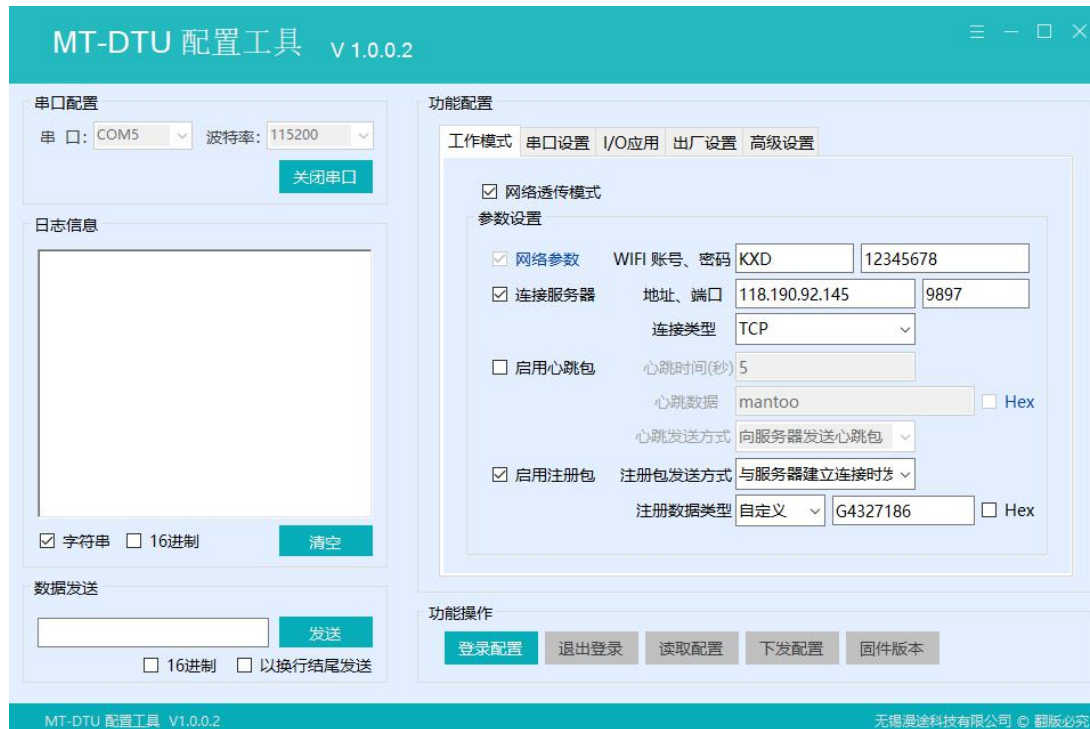 MT-DTU 配置工具 V 1.0.0.2
串口配置
串 口: COM5 波特率: 115200
关闭串口
日志信息
字符串 16进制 清空
数据发送
发送
16进制 以换行结尾发送
功能配置
工作模式 串口设置 I/O应用 出厂设置 高级设置
网络透传模式
参数设置
网络参数 WIFI 账号、密码 KXD 12345678
连接服务器 地址、端口 118.190.92.145 9897
连接类型 TCP
启用心跳包 心跳时间(秒) 5
心跳数据 mantoo Hex
心跳发送方式 向服务器发送心跳包
启用注册包 注册包发送方式 与服务器建立连接时发
注册数据类型 自定义 G4327186 Hex
功能操作
登录配置 退出登录 读取配置 下发配置 固件版本
MT-DTU 配置工具 V1.0.0.2 无锡漫途科技有限公司 © 翻版必究